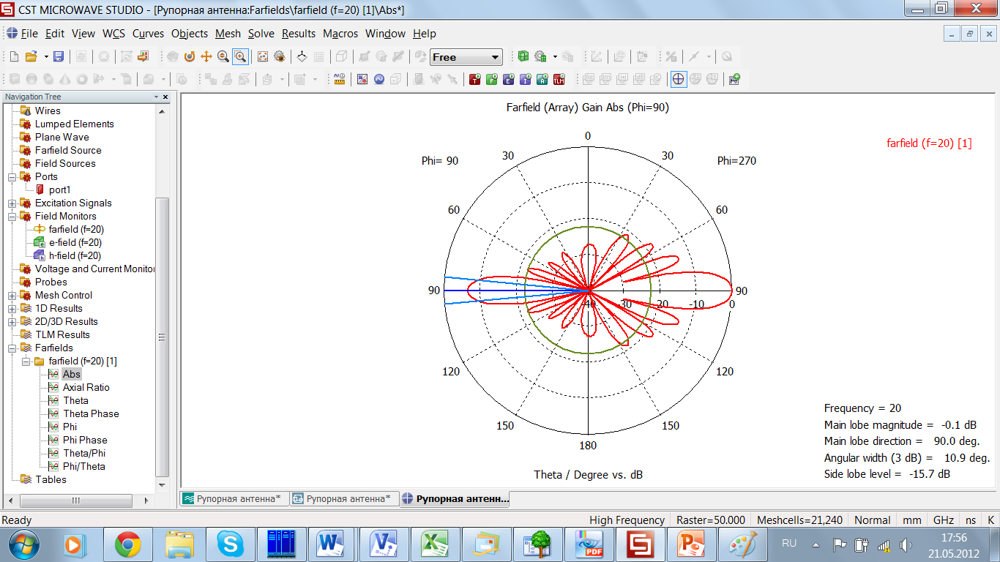 CST MICROWAVE STUDIO - [Рупорная антенна:Farfields\farfield (f=20) [1]\Abs*]
File Edit View WCS Curves Objects Mesh Solve Results Macros Window Help
Free
T F E I A TLM
Navigation Tree
Wires
Lumped Elements
Plane Wave
Farfield Source
Field Sources
Ports
port1
Excitation Signals
Field Monitors
farfield (f=20)
e-field (f=20)
h-field (f=20)
Voltage and Current Monitor
Probes
Mesh Control
1D Results
2D/3D Results
TLM Results
Farfields
farfield (f=20) [1]
Abs
Axial Ratio
Theta
Theta Phase
Phi
Phi Phase
Theta/Phi
Phi/Theta
Tables
Farfield (Array) Gain Abs (Phi=90)
farfield (f=20) [1]
0
30 30
Phi= 90 Phi=270
60 60
90 90
-40 -30 -20 -10 0
120 120
150 150
180
Theta / Degree vs. dB
Frequency = 20
Main lobe magnitude = -0.1 dB
Main lobe direction = 90.0 deg.
Angular width (3 dB) = 10.9 deg.
Side lobe level = -15.7 dB
Рупорная антенна* Рупорная антенна* Рупорная антенн...
Ready High Frequency Raster=50.000 Meshcells=21,240 Normal mm GHz ns K
PDF
RU
17:56
21.05.2012